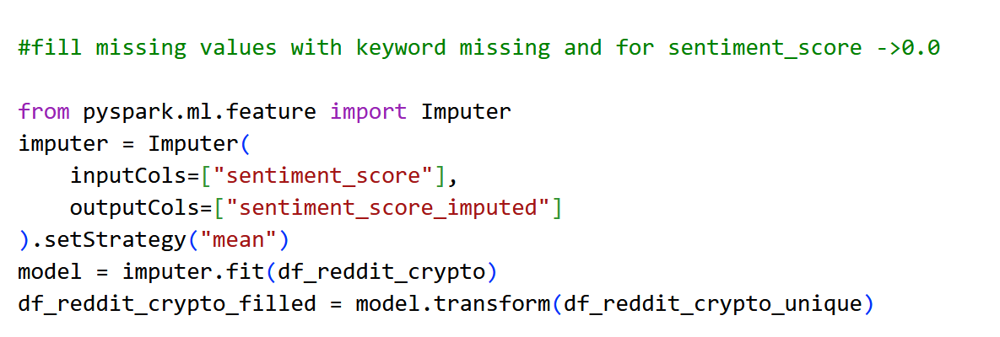 #fill missing values with keyword missing and for sentiment_score ->0.0
from pyspark.ml.feature import Imputer
imputer = Imputer(
    inputCols=["sentiment_score"],
    outputCols=["sentiment_score_imputed"]
).setStrategy("mean")
model = imputer.fit(df_reddit_crypto)
df_reddit_crypto_filled = model.transform(df_reddit_crypto_unique)